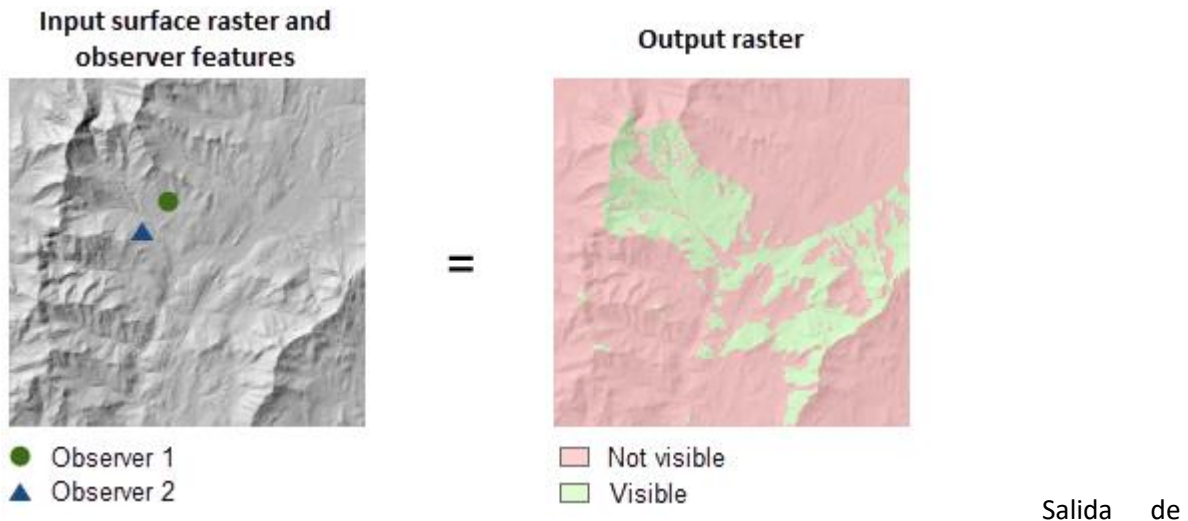 Input surface raster and
observer features
Output raster
=
Observer 1
Observer 2
Not visible
Visible
Salida de